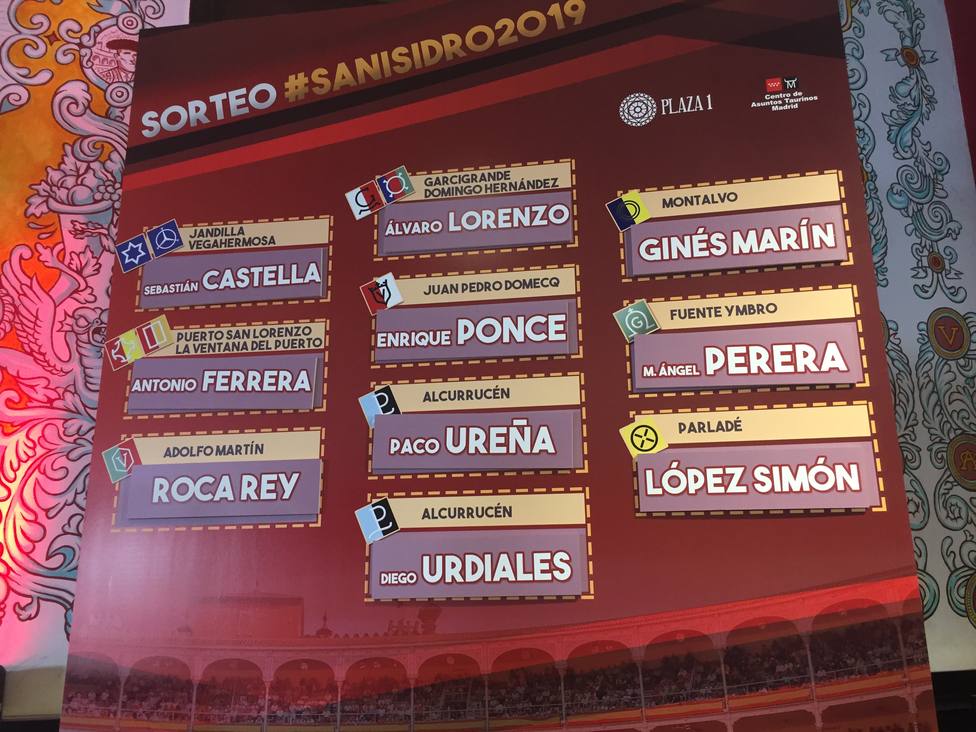 SORTEO #SANISIDRO2019
PLAZA 1
Centro de
Asuntos Taurinos
Madrid
JANDILLA
VEGAHERMOSA
SEBASTIÁN CASTELLA
PUERTO SAN LORENZO
LA VENTANA DEL PUERTO
ANTONIO FERRERA
ADOLFO MARTÍN
ROCA REY
GARCIGRANDE
DOMINGO HERNÁNDEZ
ÁLVARO LORENZO
JUAN PEDRO DOMECQ
ENRIQUE PONCE
ALCURRUCÉN
PACO UREÑA
ALCURRUCÉN
DIEGO URDIALES
MONTALVO
GINÉS MARÍN
FUENTE YMBRO
G
M. ÁNGEL PERERA
PARLADÉ
LÓPEZ SIMÓN
V
A